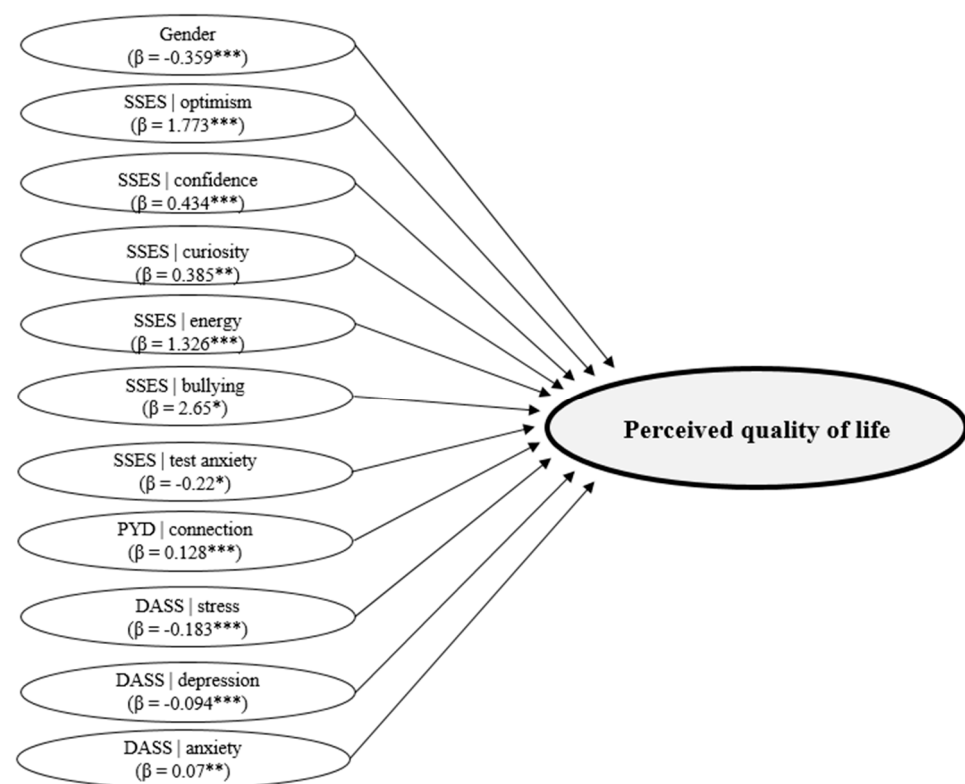 Gender
(β = -0.359***)
SSES | optimism
(β = 1.773***)
SSES | confidence
(β = 0.434***)
SSES | curiosity
(β = 0.385**)
SSES | energy
(β = 1.326***)
SSES | bullying
(β = 2.65*)
SSES | test anxiety
(β = -0.22*)
PYD | connection
(β = 0.128***)
DASS | stress
(β = -0.183***)
DASS | depression
(β = -0.094***)
DASS | anxiety
(β = 0.07**)
Perceived quality of life